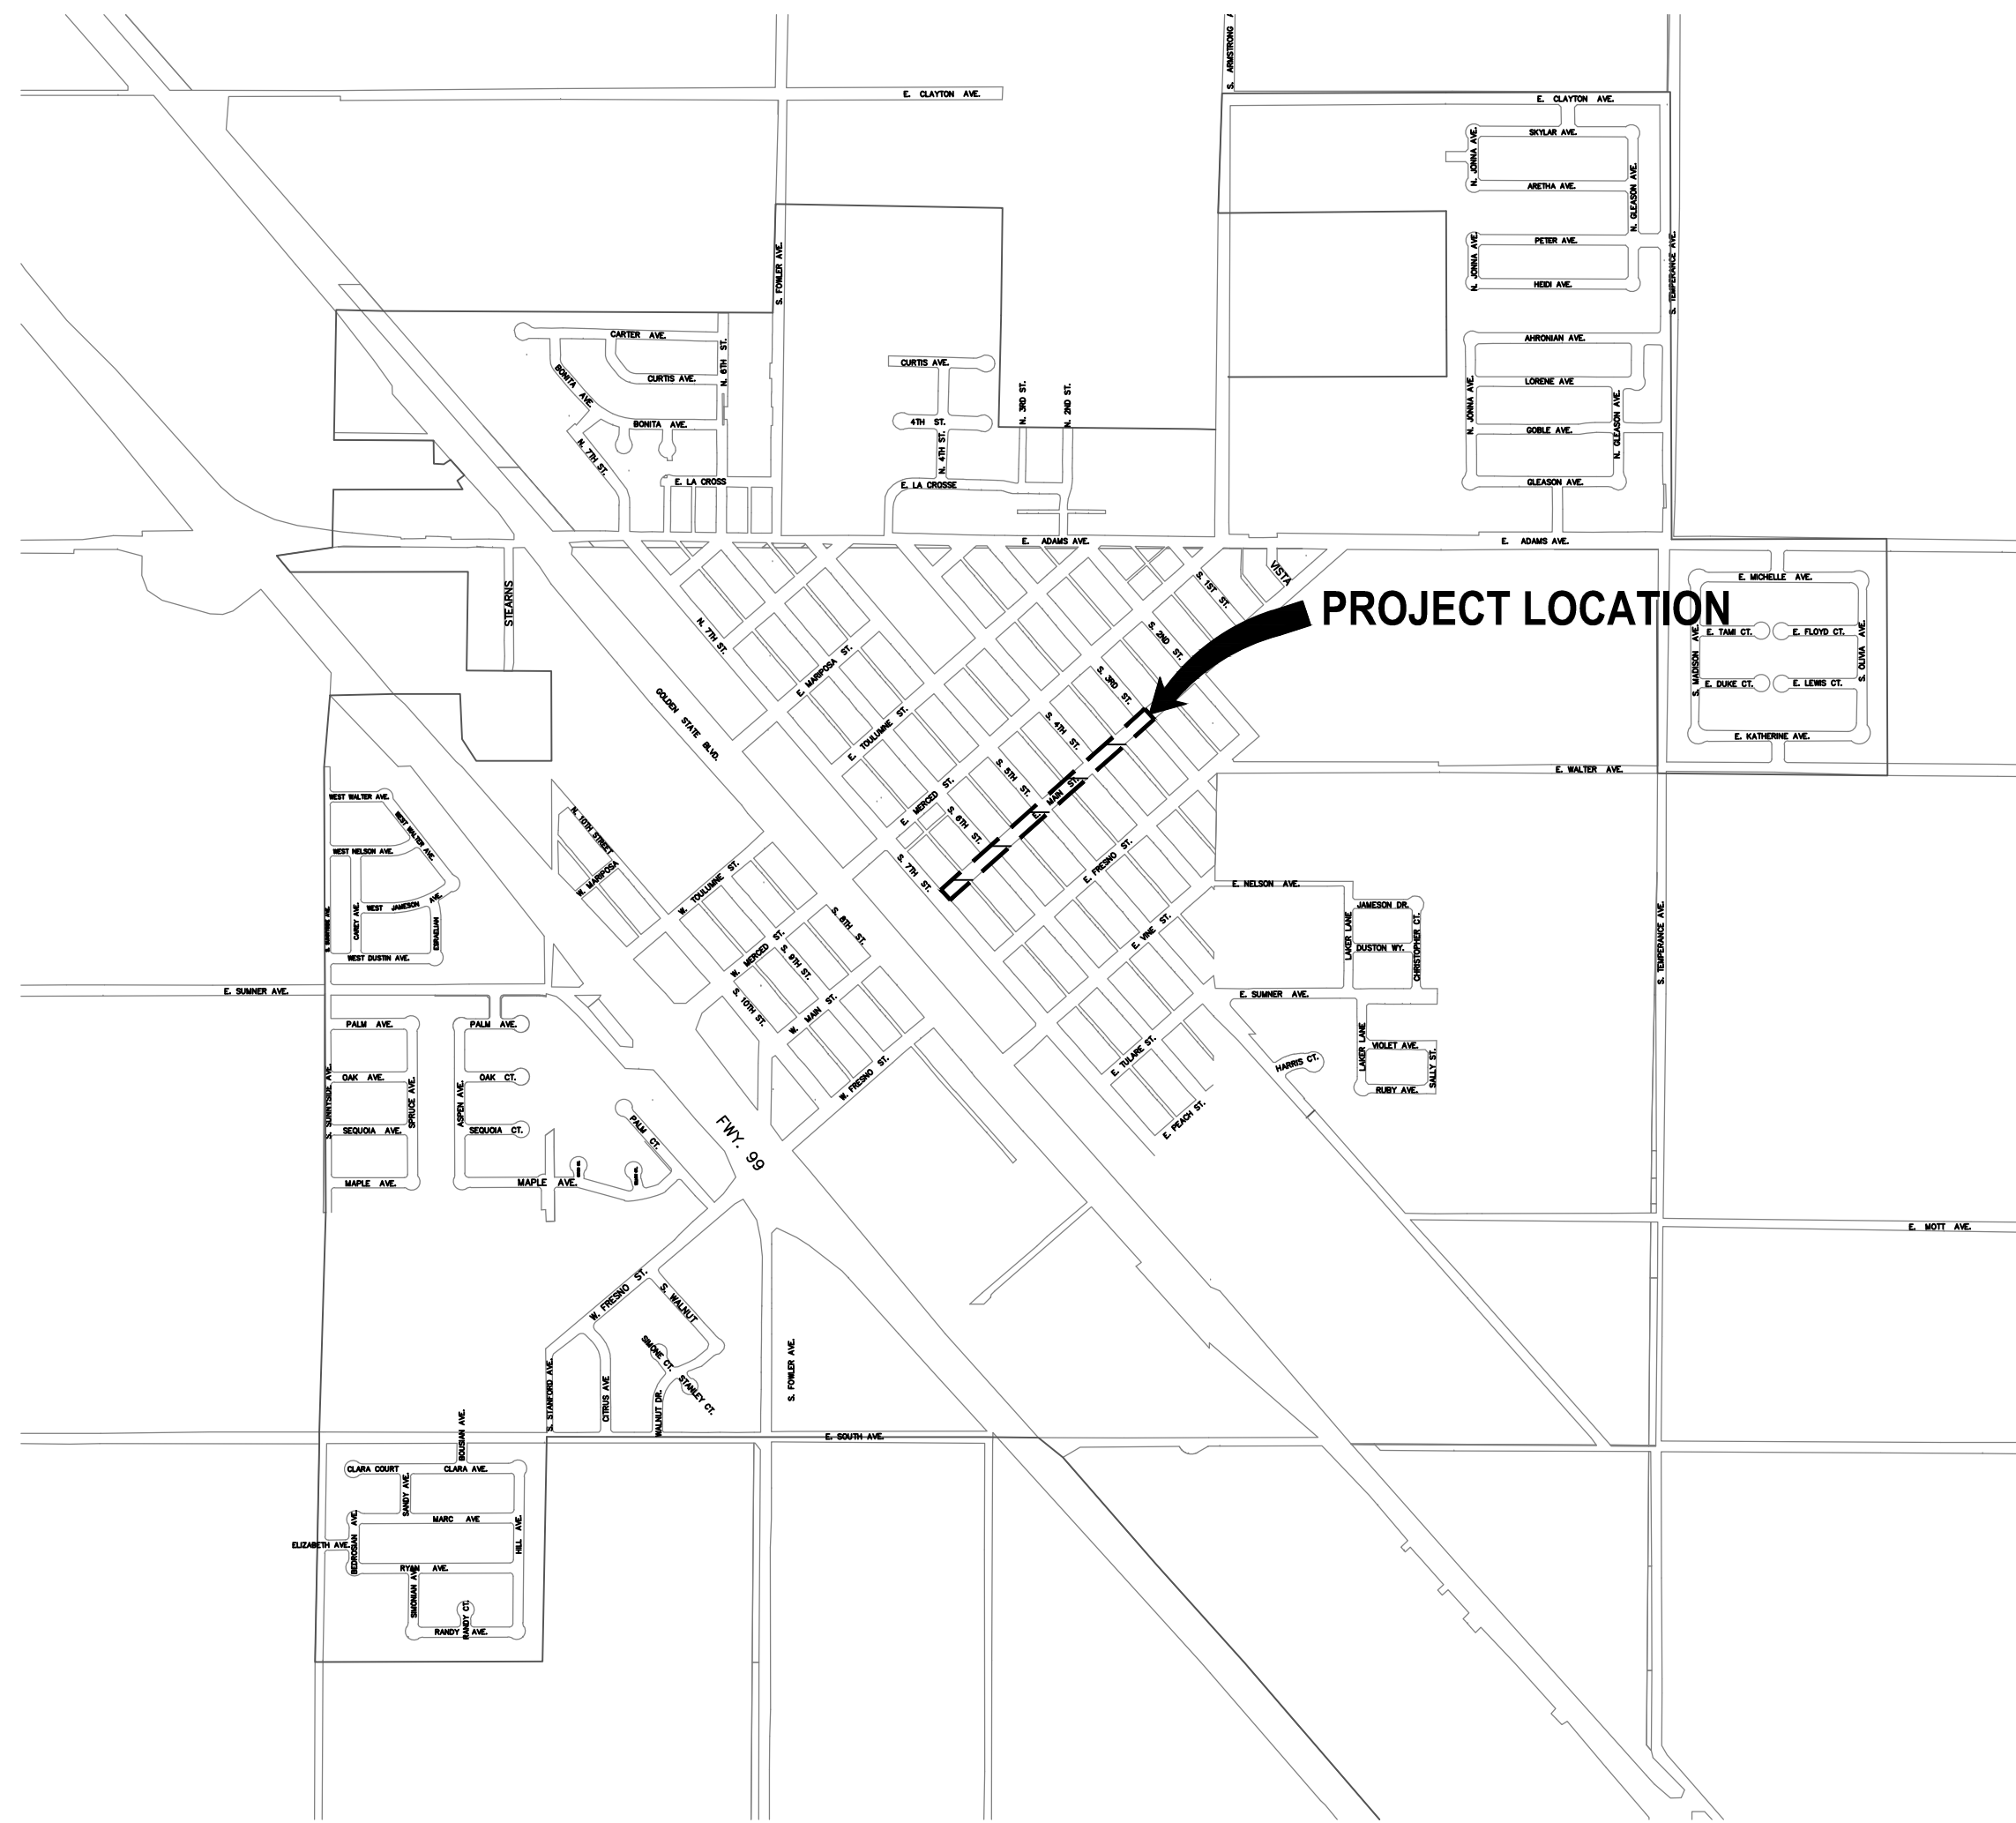 S. ARMSTRONG
E. CLAYTON AVE.
E. CLAYTON AVE.
SKYLAR AVE.
N. JONNA AVE.
N. GLEASON AVE.
ARETHA AVE.
PETER AVE.
N. JONNA AVE.
HEIDI AVE.
S. TEMPERANCE AVE.
S. FOWLER AVE.
CARTER AVE.
N. 6TH ST.
BONITA AVE.
CURTIS AVE.
BONITA AVE.
N. 7TH ST.
E. LA CROSS
CURTIS AVE.
4TH ST.
N. 4TH ST.
N. 3RD ST.
N. 2ND ST.
E. LA CROSSE
AHRONIAN AVE.
LORENE AVE
N. JONNA AVE.
N. GLEASON AVE.
GOBLE AVE.
GLEASON AVE.
E. ADAMS AVE.
E. ADAMS AVE.
STEARNS
VISTA
S. 1ST ST.
PROJECT LOCATION
E. MICHELLE AVE.
E. TAMI CT.
E. FLOYD CT.
S. MADISON AVE.
S. OLIVIA AVE.
E. DUKE CT.
E. LEWIS CT.
E. KATHERINE AVE.
N. 7TH ST.
S. 2ND ST.
E. MARIPOSA ST.
S. 3RD ST.
GOLDEN STATE BLVD.
E. TOULUMNE ST.
S. 4TH ST.
S. 5TH ST.
E. MAIN ST.
E. MERCED ST.
S. 6TH ST.
S. 7TH ST.
E. WALTER AVE.
WEST WALTER AVE.
WEST WALTER AVE.
N. 10TH STREET
WEST NELSON AVE.
W. MARIPOSA
W. TOULUMNE ST.
E. FRESNO ST.
E. NELSON AVE.
JAMESON DR.
LAKER LANE
DUSTON WY.
CHRISTOPHER CT.
CAREY AVE.
WEST JAMESON AVE.
ESRAELIAN
WEST DUSTIN AVE.
S. 8TH ST.
W. MERCED ST.
S. 9TH ST.
S. 10TH ST.
E. VINE ST.
S. TEMPERANCE AVE.
E. SUMNER AVE.
E. SUMNER AVE.
W. MAIN ST.
PALM AVE.
PALM AVE.
OAK AVE.
OAK CT.
S. SUNNYSIDE AVE.
SPRUCE AVE.
ASPEN AVE.
SEQUOIA AVE.
SEQUOIA CT.
MAPLE AVE.
MAPLE AVE.
PALM CT.
FWY. 99
W. FRESNO ST.
E. TULARE ST.
E. PEACH ST.
HARRIS CT.
LAKER LANE
VIOLET AVE.
SALLY ST.
RUBY AVE.
E. MOTT AVE.
W. FRESNO ST.
S. WALNUT
SIMONE CT.
STANLEY CT.
S. STANFORD AVE.
CITRUS AVE
WALNUT DR.
S. FOWLER AVE.
E. SOUTH AVE.
BOUSIAN AVE.
CLARA COURT
CLARA AVE.
SANDY AVE.
MARC AVE
HILL AVE.
ELIZABETH AVE.
BEDROSIAN AVE.
RYAN AVE.
SIMONIAN AVE
RANDY CT.
RANDY AVE.